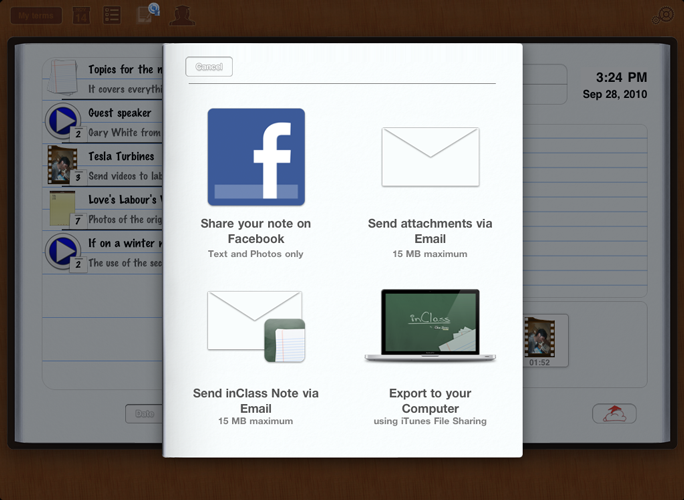 My terms
Cancel
Topics for the n
It covers everythi
Guest speaker
2
Gary White from
Tesla Turbines
8
Send videos to lab
Love's Labour's
7
Photos of the orig
If on a winter n
2
The use of the sec
Date
Share your note on
Facebook
Text and Photos only
Send attachments via
Email
15 MB maximum
inClass
Send inClass Note via
Email
15 MB maximum
Export to your
Computer
using iTunes File Sharing
3:24 PM
Sep 28, 2010
01:52